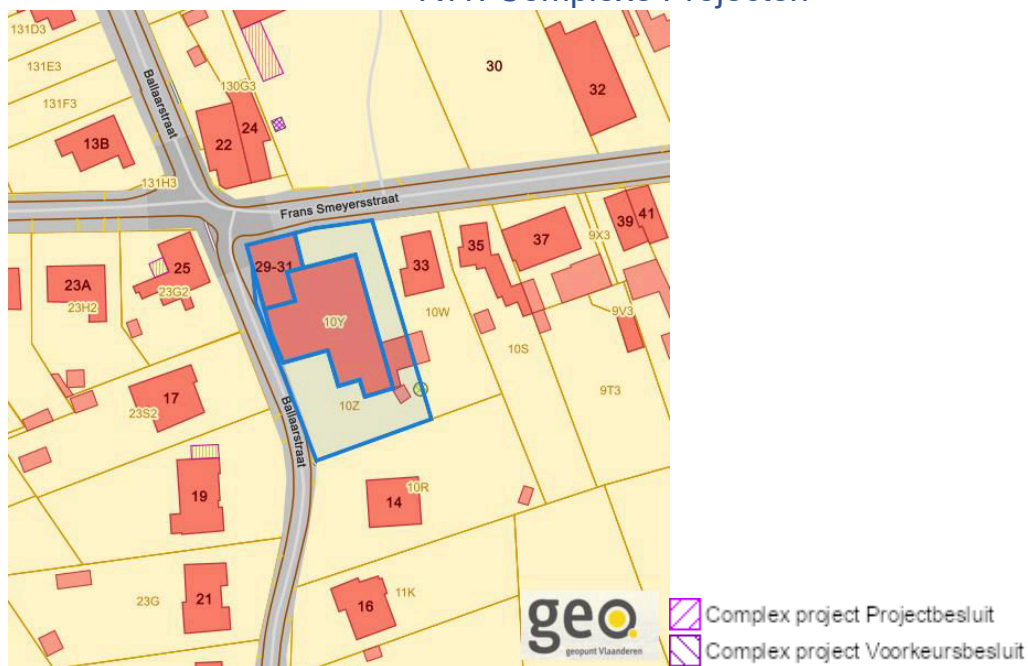 131D3
131E3
131F3
13B
Ballaarstraat
130G3
22
24
30
32
131H3
Frans Smeyersstraat
29-31
33
35
37
39
41
9X3
25
23G2
23A
23H2
10Y
10W
10S
9V3
9T3
17
23S2
10Z
Ballaarstraat
19
14
10R
23G
21
16
11K
geo
geopunt Vlaanderen
Complex project Projectbesluit
Complex project Voorkeursbesluit